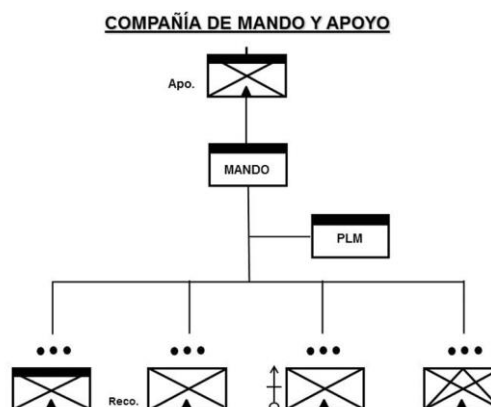 COMPAÑÍA DE MANDO Y APOYO
Apo.
MANDO
PLM
Reco.